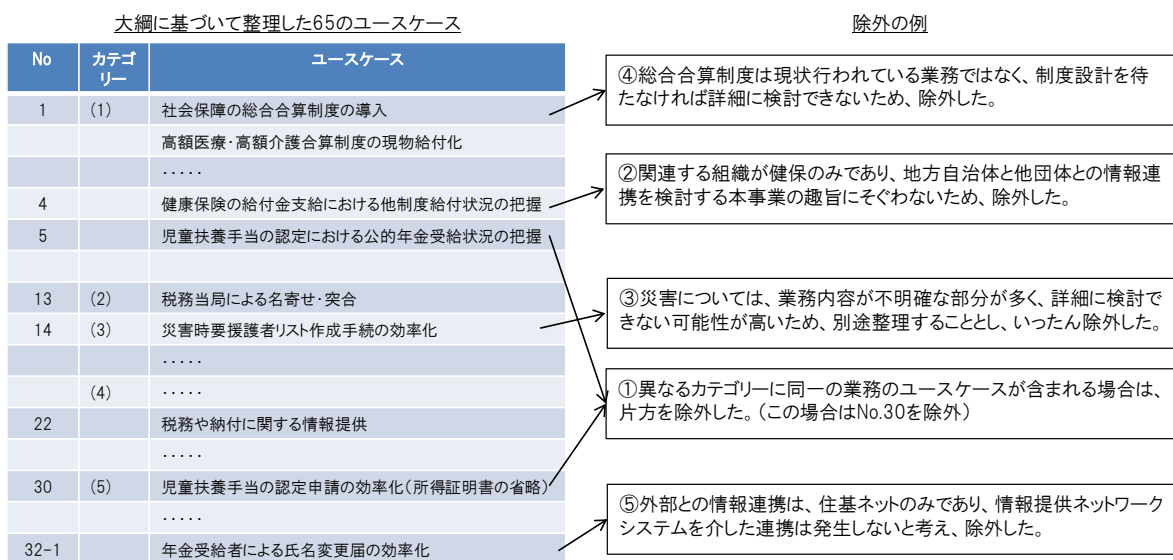 大綱に基づいて整理した65のユースケース
No カテゴリー ユースケース
1 (1) 社会保障の総合合算制度の導入
高額医療・高額介護合算制度の現物給付化
・・・・・
4 健康保険の給付金支給における他制度給付状況の把握
5 児童扶養手当の認定における公的年金受給状況の把握
13 (2) 税務当局による名寄せ・突合
14 (3) 災害時要援護者リスト作成手続の効率化
・・・・・
(4) ・・・・・
22 税務や納付に関する情報提供
・・・・・
30 (5) 児童扶養手当の認定申請の効率化(所得証明書の省略)
・・・・・
32-1 年金受給者による氏名変更届の効率化
除外の例
④総合合算制度は現状行われている業務ではなく、制度設計を待
たなければ詳細に検討できないため、除外した。
②関連する組織が健保のみであり、地方自治体と他団体との情報連
携を検討する本事業の趣旨にそぐわないため、除外した。
③災害については、業務内容が不明確な部分が多く、詳細に検討で
きない可能性が高いため、別途整理することとし、いったん除外した。
①異なるカテゴリーに同一の業務のユースケースが含まれる場合は、
片方を除外した。(この場合はNo.30を除外)
⑤外部との情報連携は、住基ネットのみであり、情報提供ネットワーク
システムを介した連携は発生しないと考え、除外した。